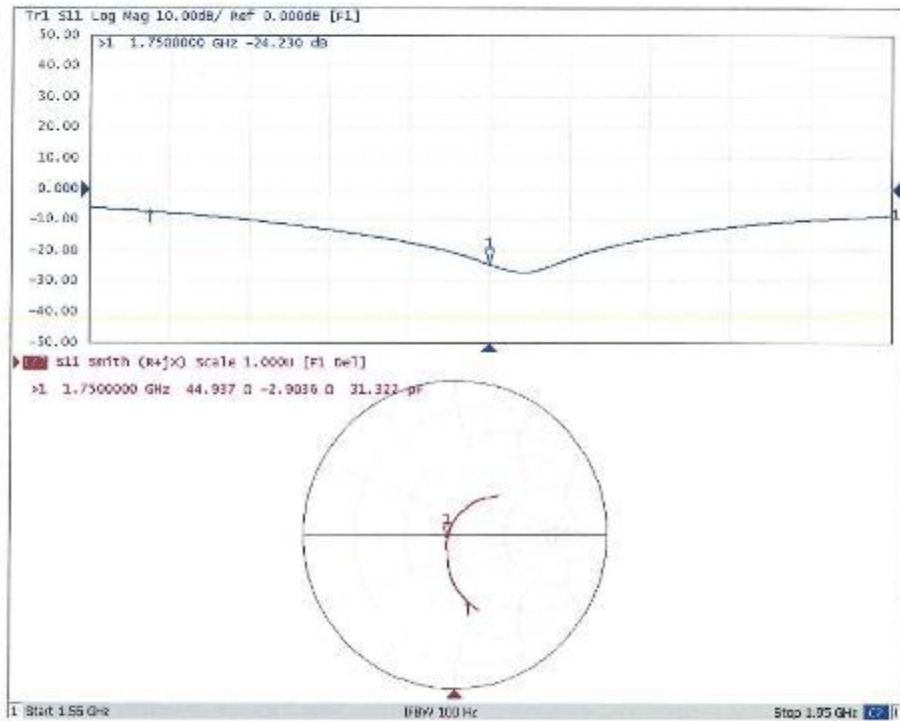 Tr1 S11 Log Mag 10.00dB/ Ref 0.000dB [F1]
50.00
>1 1.7500000 GHz -24.230 dB
40.00
30.00
20.00
10.00
0.000
-10.00
-20.00
-30.00
-40.00
-50.00
1
1
S11 Smith (R+jX) Scale 1.000U [F1 Del]
>1 1.7500000 GHz 44.937 Ω -2.9036 Ω 31.322 pF
1
1 Start 1.55 GHz
IFBW 100 Hz
Stop 1.95 GHz